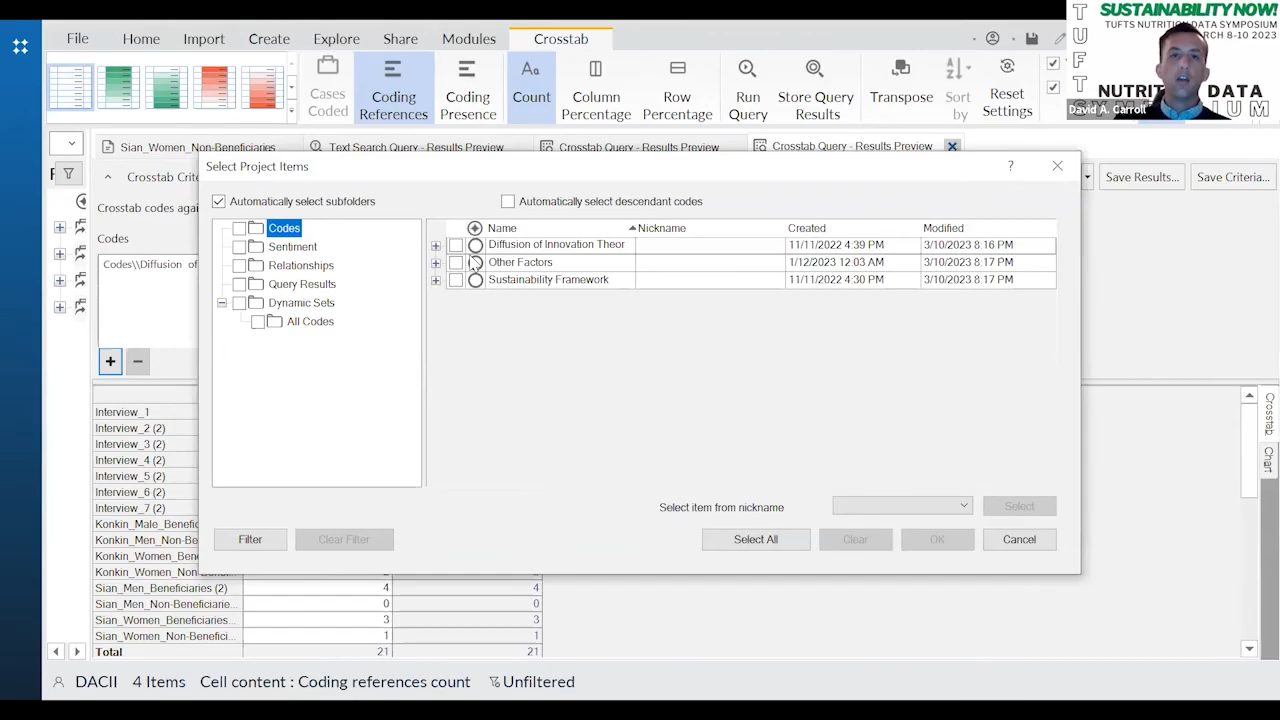 SUSTAINABILITY NOW!
TUFTS NUTRITION DATA SYMPOSIUM
MARCH 8-10 2023
NUTRITION DATA
David A. Carroll
File Home Import Create Explore Share Modules Crosstab
Cases Coded
Coding References
Coding Presence
Count
Column Percentage
Row Percentage
Run Query
Store Query Results
Transpose
Sort by
Reset Settings
Sian_Women_Non-Beneficiaries
Text Search Query - Results Preview
Crosstab Query - Results Preview
Crosstab Query - Results Preview
Crosstab Crite
Save Results...
Save Criteria...
Crosstab codes agai
Codes
Codes\\Diffusion of
Select Project Items
?
Automatically select subfolders
Automatically select descendant codes
Codes
Sentiment
Relationships
Query Results
Dynamic Sets
All Codes
Name Nickname Created Modified
Diffusion of Innovation Theor 11/11/2022 4:39 PM 3/10/2023 8:16 PM
Other Factors 1/12/2023 12:03 AM 3/10/2023 8:17 PM
Sustainability Framework 11/11/2022 4:30 PM 3/10/2023 8:17 PM
Select item from nickname
Select
Filter
Clear Filter
Select All
Clear
OK
Cancel
Interview_1
Interview_2 (2)
Interview_3 (2)
Interview_4 (2)
Interview_5 (2)
Interview_6 (2)
Interview_7 (2)
Konkin_Male_Benefic
Konkin_Men_Non-Be
Konkin_Women_Ben
Konkin_Women_Non-
Sian_Men_Beneficiaries (2) 4 4
Sian_Men_Non-Beneficiarie... 0 0
Sian_Women_Beneficiaries... 3 3
Sian_Women_Non-Benefici... 1 1
Total 21 21
Crosstab
Chart
DACII 4 Items Cell content : Coding references count Unfiltered